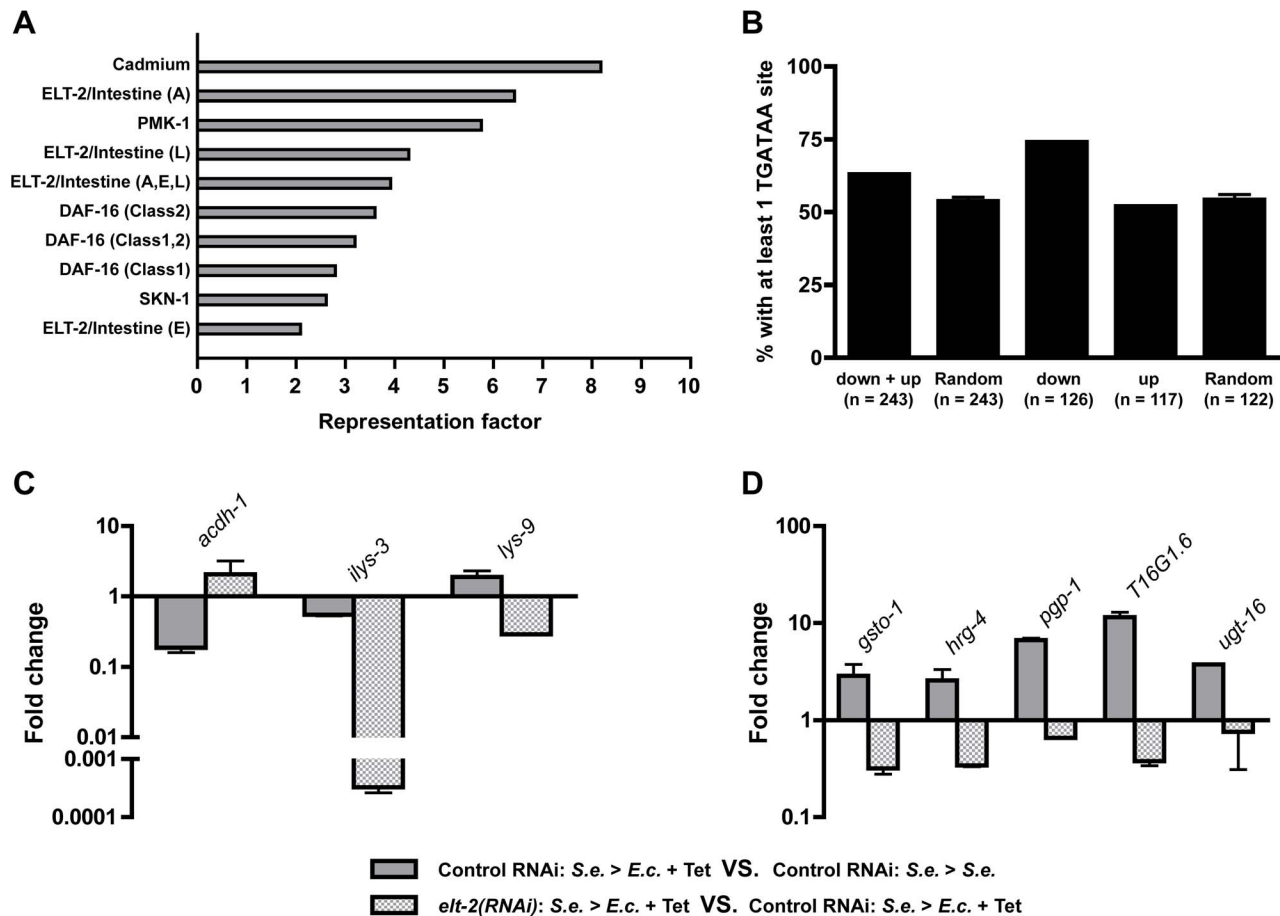 A
Cadmium
ELT-2/Intestine (A)
PMK-1
ELT-2/Intestine (L)
ELT-2/Intestine (A,E,L)
DAF-16 (Class2)
DAF-16 (Class1,2)
DAF-16 (Class1)
SKN-1
ELT-2/Intestine (E)
0 1 2 3 4 5 6 7 8 9 10
Representation factor
B
% with at least 1 TGATAA site
100
75
50
25
0
down + up Random down up Random
(n = 243) (n = 243) (n = 126) (n = 117) (n = 122)
C
Fold change
10
1
0.1
0.01
0.001
0.0001
acdh-1
ilys-3
lys-9
D
Fold change
100
10
1
0.1
gsto-1
hrg-4
pgp-1
T16G1.6
ugt-16
Control RNAi: S.e. > E.c. + Tet VS. Control RNAi: S.e. > S.e.
elt-2(RNAi): S.e. > E.c. + Tet VS. Control RNAi: S.e. > E.c. + Tet